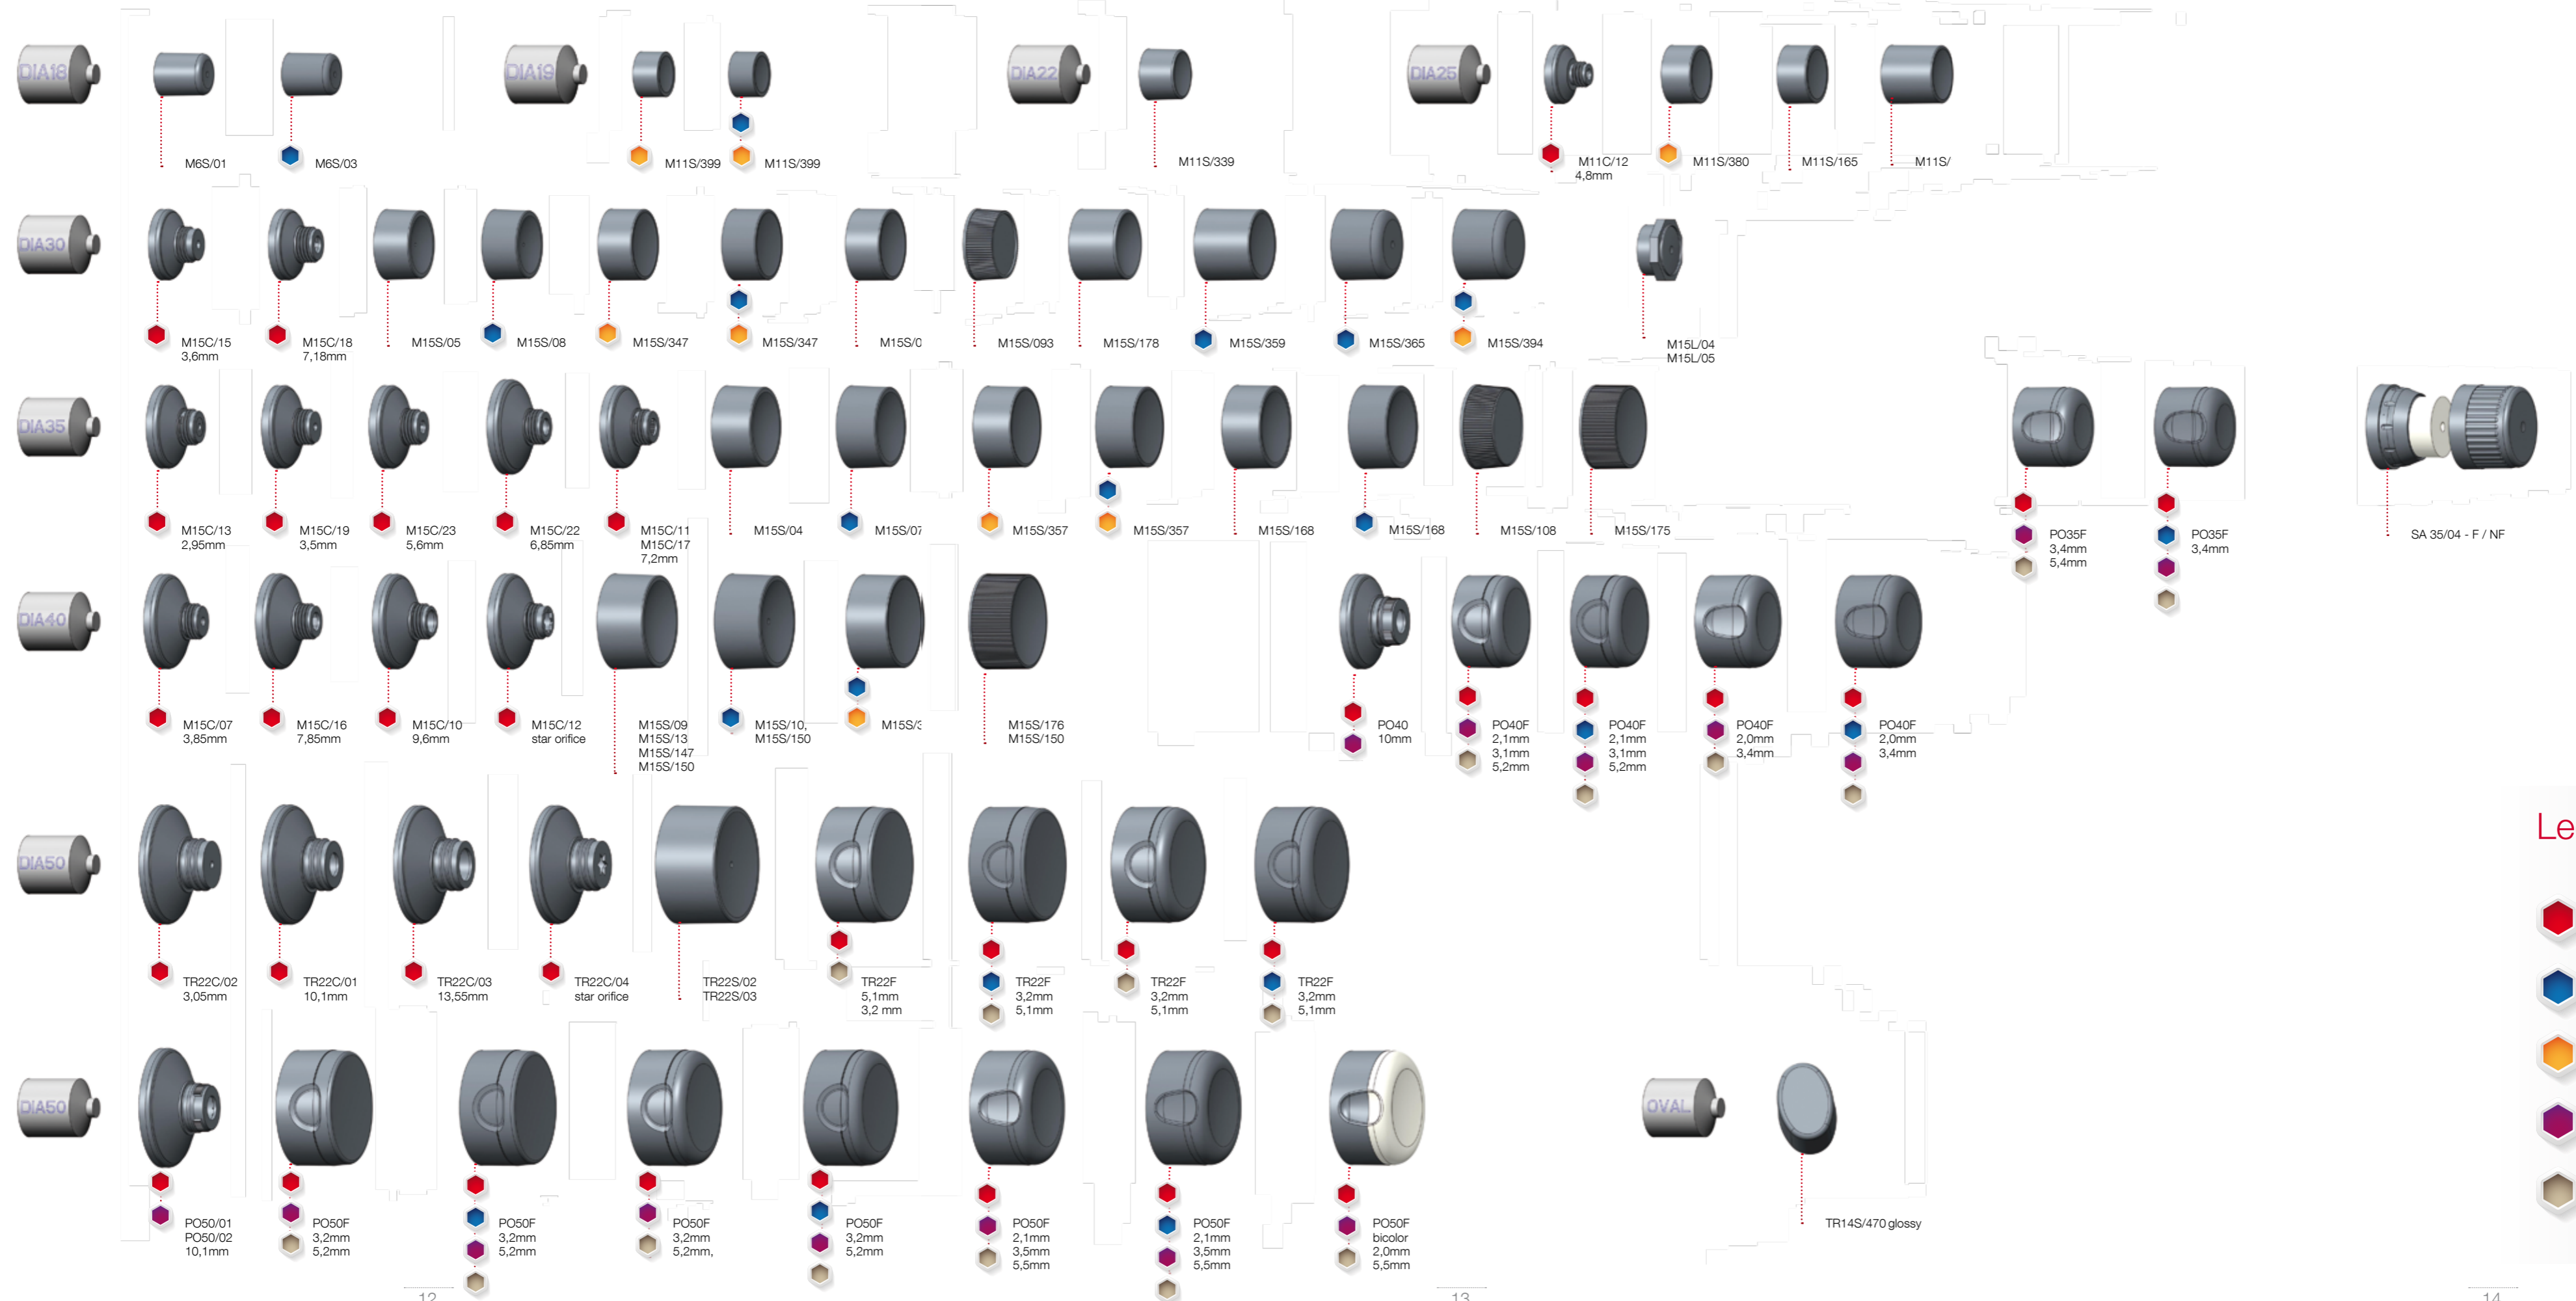 DIA18
M6S/01
M6S/03
DIA19
M11S/399
M11S/399
DIA22
M11S/339
DIA25
M11C/12
4,8mm
M11S/380
M11S/165
M11S/
DIA30
M15C/15
3,6mm
M15C/18
7,18mm
M15S/05
M15S/08
M15S/347
M15S/347
M15S/0
M15S/093
M15S/178
M15S/359
M15S/365
M15S/394
M15L/04
M15L/05
DIA35
M15C/13
2,95mm
M15C/19
3,5mm
M15C/23
5,6mm
M15C/22
6,85mm
M15C/11
M15C/17
7,2mm
M15S/04
M15S/07
M15S/357
M15S/357
M15S/168
M15S/168
M15S/108
M15S/175
PO35F
3,4mm
5,4mm
PO35F
3,4mm
SA 35/04 - F / NF
DIA40
M15C/07
3,85mm
M15C/16
7,85mm
M15C/10
9,6mm
M15C/12
star orifice
M15S/09
M15S/13
M15S/147
M15S/150
M15S/10,
M15S/150
M15S/3
M15S/176
M15S/150
PO40
10mm
PO40F
2,1mm
3,1mm
5,2mm
PO40F
2,1mm
3,1mm
5,2mm
PO40F
2,0mm
3,4mm
PO40F
2,0mm
3,4mm
DIA50
TR22C/02
3,05mm
TR22C/01
10,1mm
TR22C/03
13,55mm
TR22C/04
star orifice
TR22S/02
TR22S/03
TR22F
5,1mm
3,2 mm
TR22F
3,2mm
5,1mm
TR22F
3,2mm
5,1mm
TR22F
3,2mm
5,1mm
Le
DIA50
PO50/01
PO50/02
10,1mm
PO50F
3,2mm
5,2mm
PO50F
3,2mm
5,2mm
PO50F
3,2mm
5,2mm,
PO50F
3,2mm
5,2mm
PO50F
2,1mm
3,5mm
5,5mm
PO50F
2,1mm
3,5mm
5,5mm
PO50F
bicolor
2,0mm
5,5mm
OVAL
TR14S/470 glossy
12
13
14